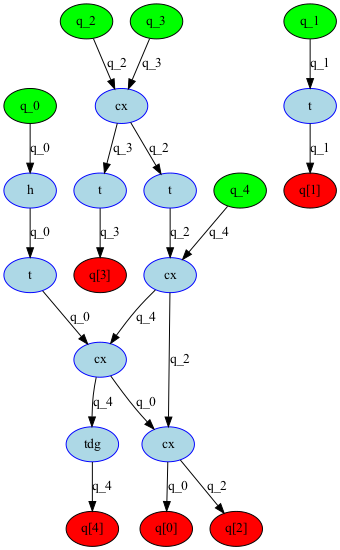 q_2 q_3 q_1
q_2 q_3 q_1
q_0 cx t
q_0 q_3 q_2 q_1
h t t q_4 q[1]
q_0 q_3 q_2 q_4
t q[3] cx
q_0 q_4
cx q_2
q_4 q_0
tdg cx
q_4 q_0 q_2
q[4] q[0] q[2]